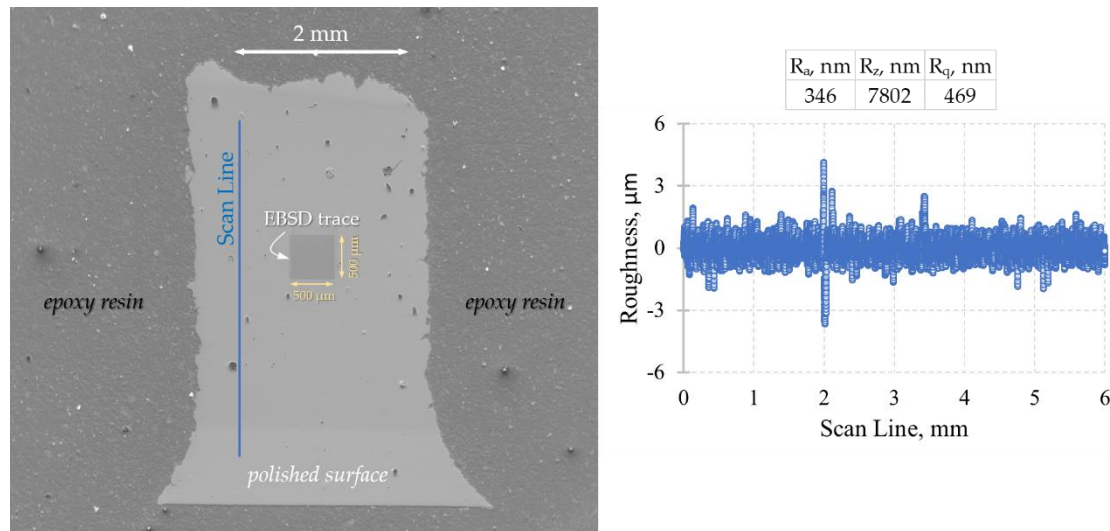 2 mm
Scan Line
EBSD trace
500 µm
500 µm
epoxy resin
epoxy resin
polished surface
Ra, nm Rz, nm Rq, nm
346 7802 469
Roughness, µm
6
3
0
-3
-6
0 1 2 3 4 5 6
Scan Line, mm